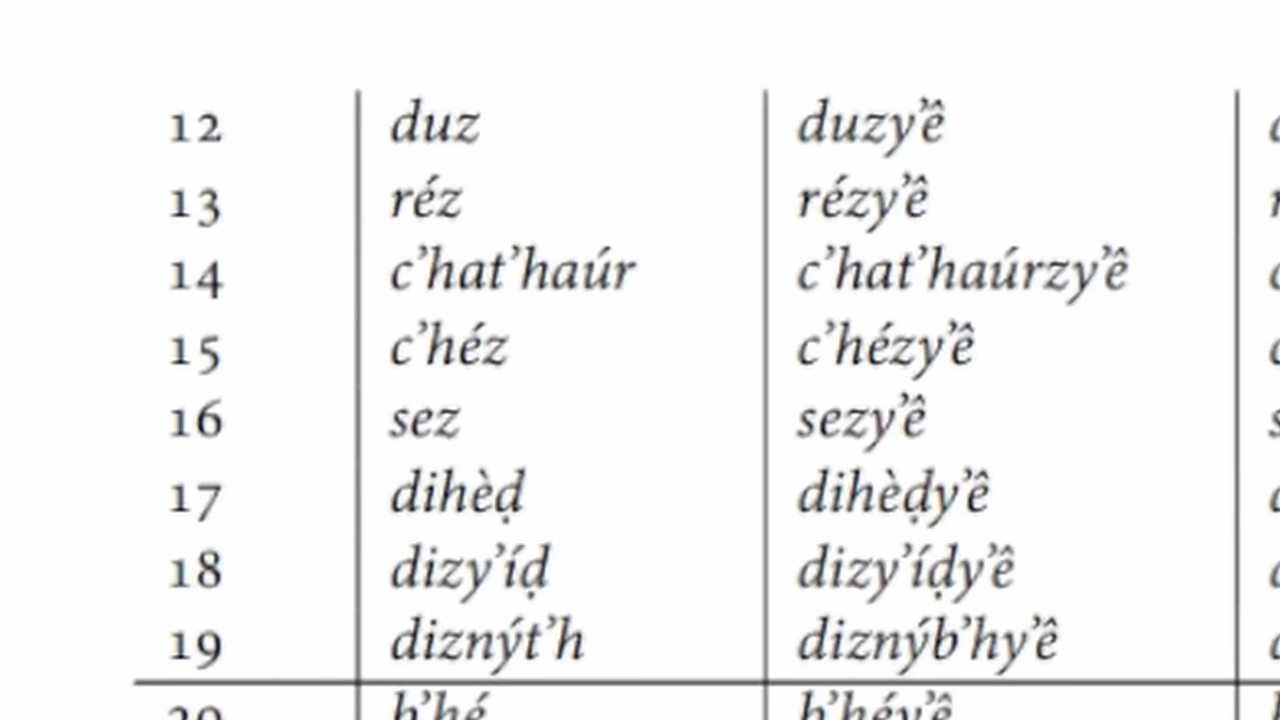 12 duz duzy’ê
13 réz rézy’ê
14 c’hat’haúr c’hat’haúrzy’ê
15 c’héz c’hézy’ê
16 sez sezy’ê
17 dihèḍ dihèḍy’ê
18 dizy’íḍ dizy’íḍy’ê
19 diznýt’h diznýb’hy’ê